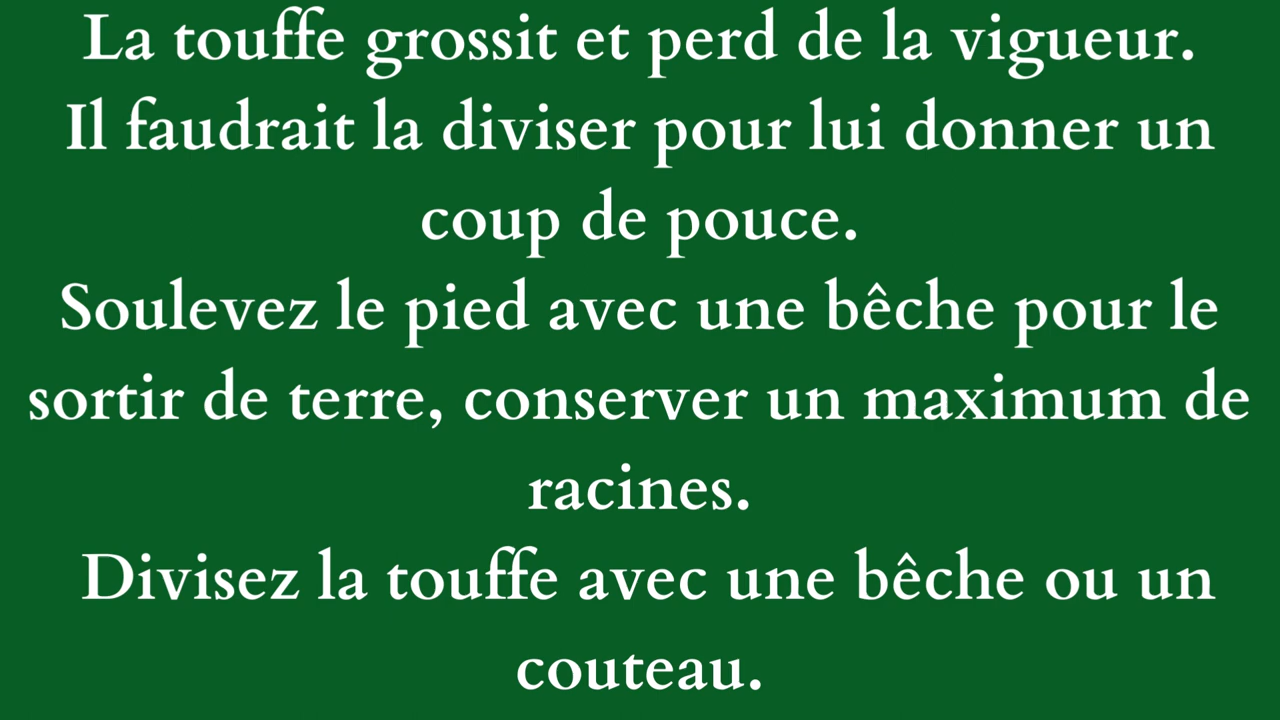 La touffe grossit et perd de la vigueur.
Il faudrait la diviser pour lui donner un
coup de pouce.
Soulevez le pied avec une bêche pour le
sortir de terre, conserver un maximum de
racines.
Divisez la touffe avec une bêche ou un
couteau.